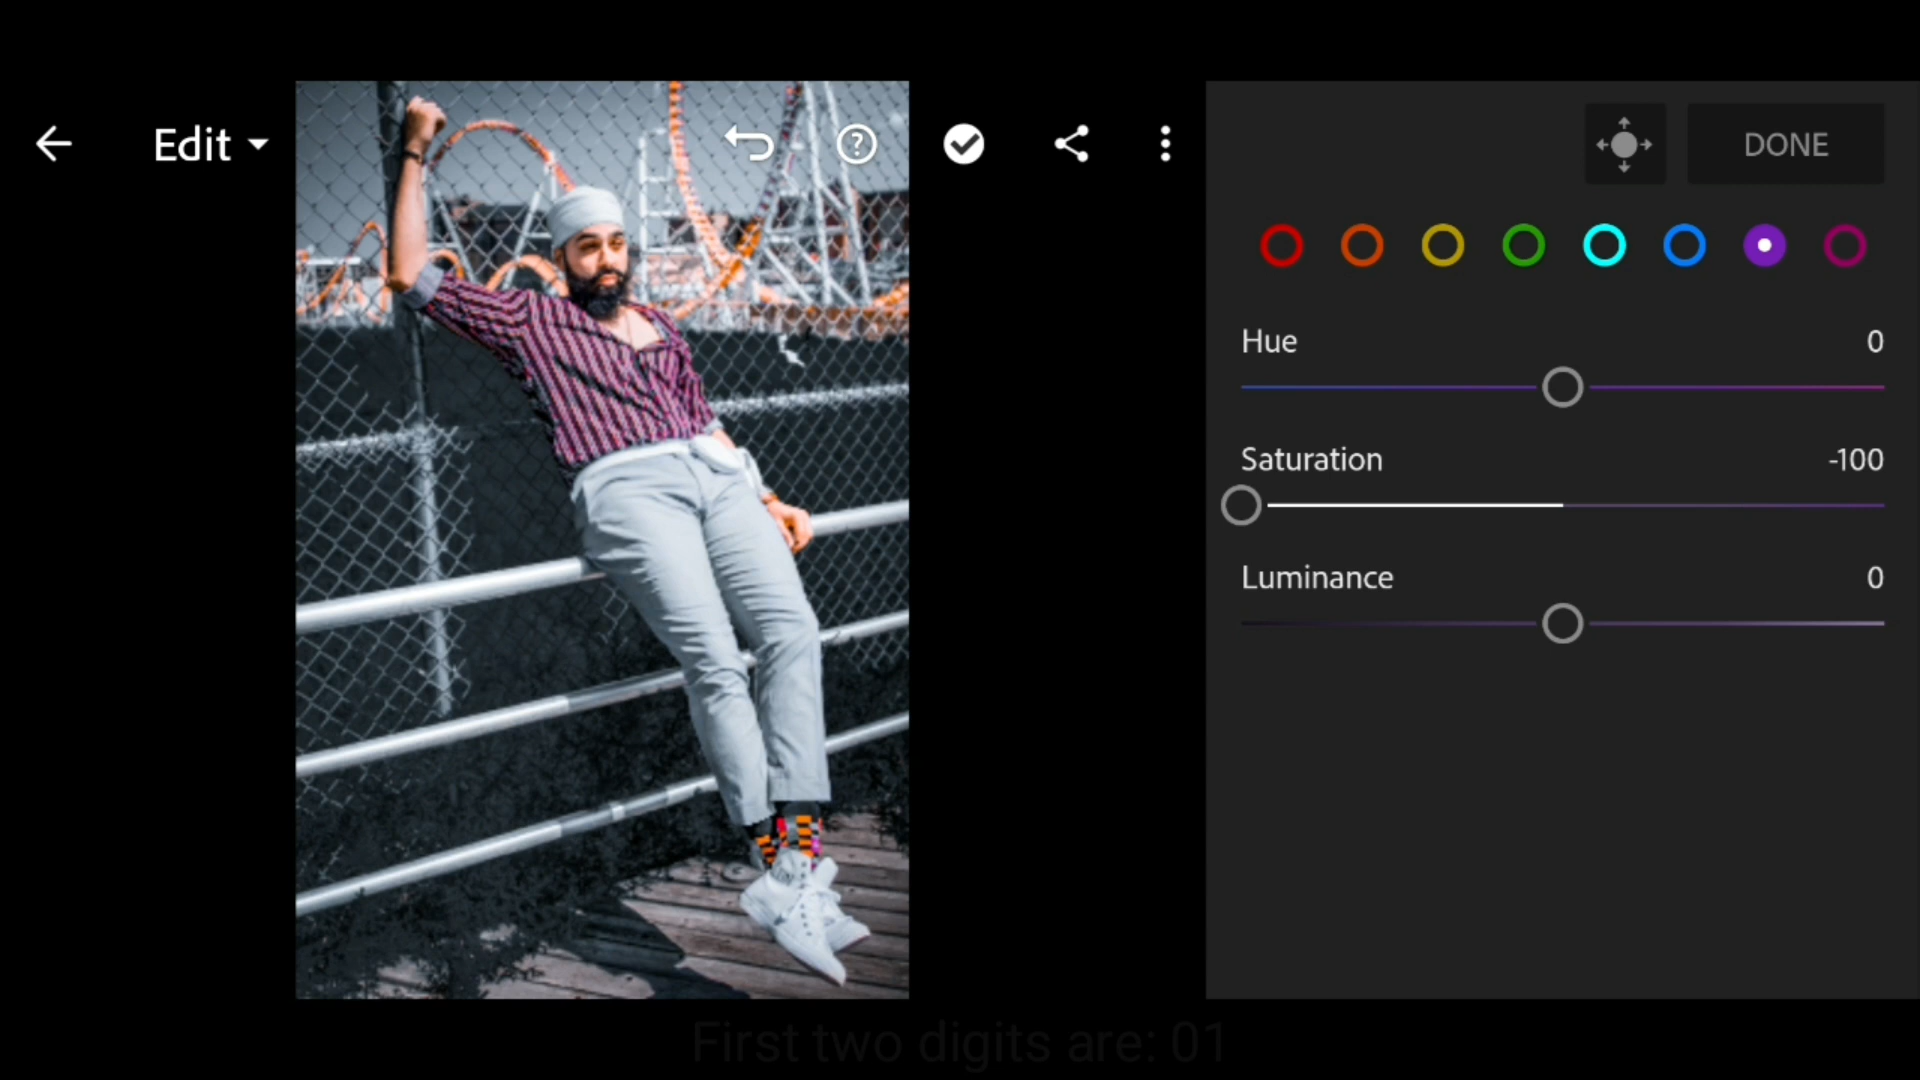 Edit
DONE
Hue 0
Saturation -100
Luminance 0
First two digits are: 01